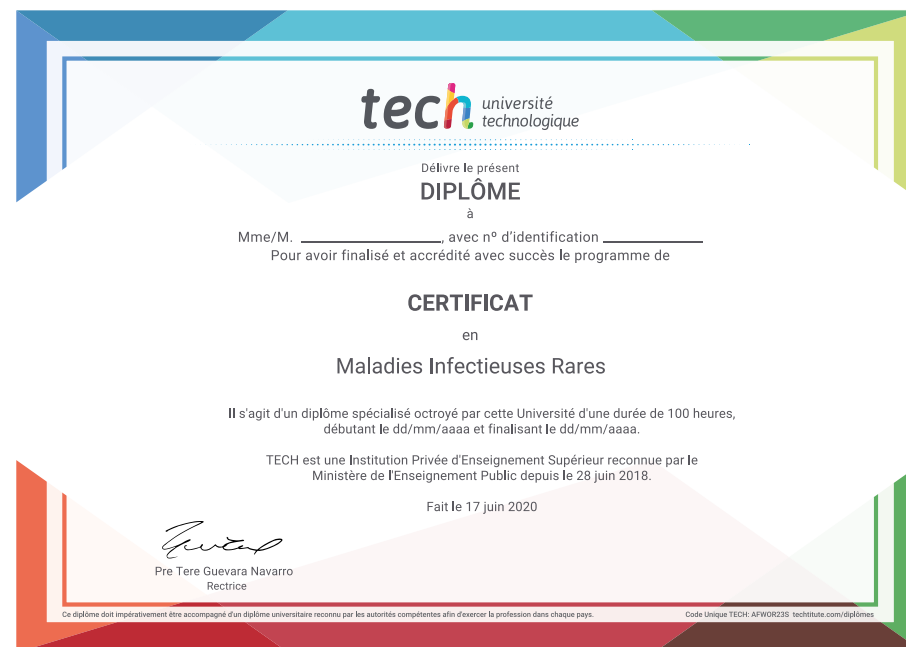 tech université
technologique
Délivre le présent
DIPLÔME
à
Mme/M. ____________________, avec nº d'identification ______________
Pour avoir finalisé et accrédité avec succès le programme de
CERTIFICAT
en
Maladies Infectieuses Rares
Il s'agit d'un diplôme spécialisé octroyé par cette Université d'une durée de 100 heures,
débutant le dd/mm/aaaa et finalisant le dd/mm/aaaa.
TECH est une Institution Privée d'Enseignement Supérieur reconnue par le
Ministère de l'Enseignement Public depuis le 28 juin 2018.
Fait le 17 juin 2020
Pre Tere Guevara Navarro
Rectrice
Ce diplôme doit impérativement être accompagné d'un diplôme universitaire reconnu par les autorités compétentes afin d'exercer la profession dans chaque pays.
Code Unique TECH: AFWOR23S techtitute.com/diplômes